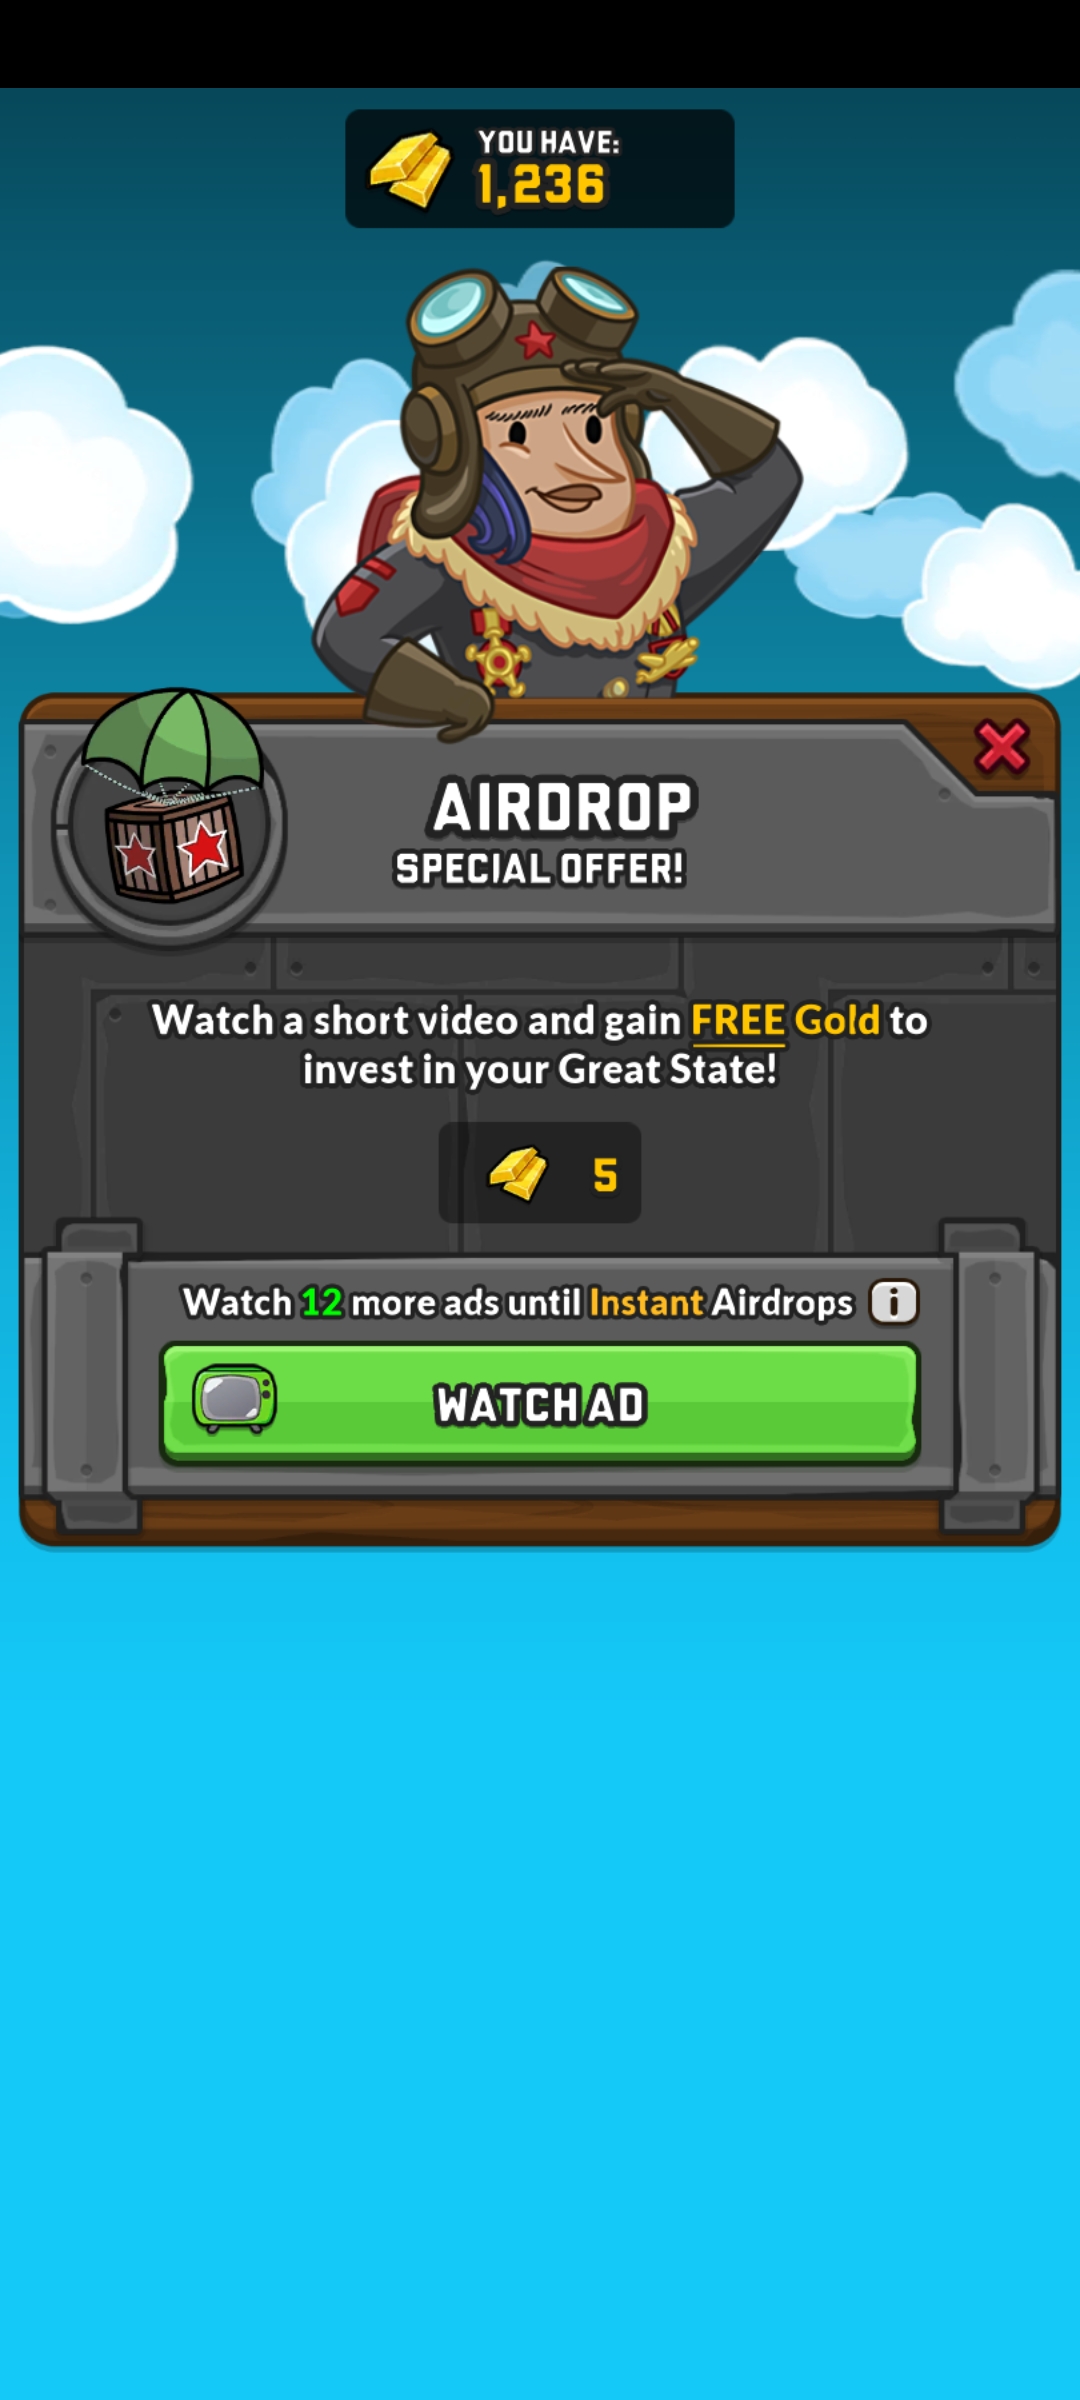 YOU HAVE:
1,236
AIRDROP
SPECIAL OFFER!
Watch a short video and gain FREE Gold to
invest in your Great State!
5
Watch 12 more ads until Instant Airdrops i
WATCH AD